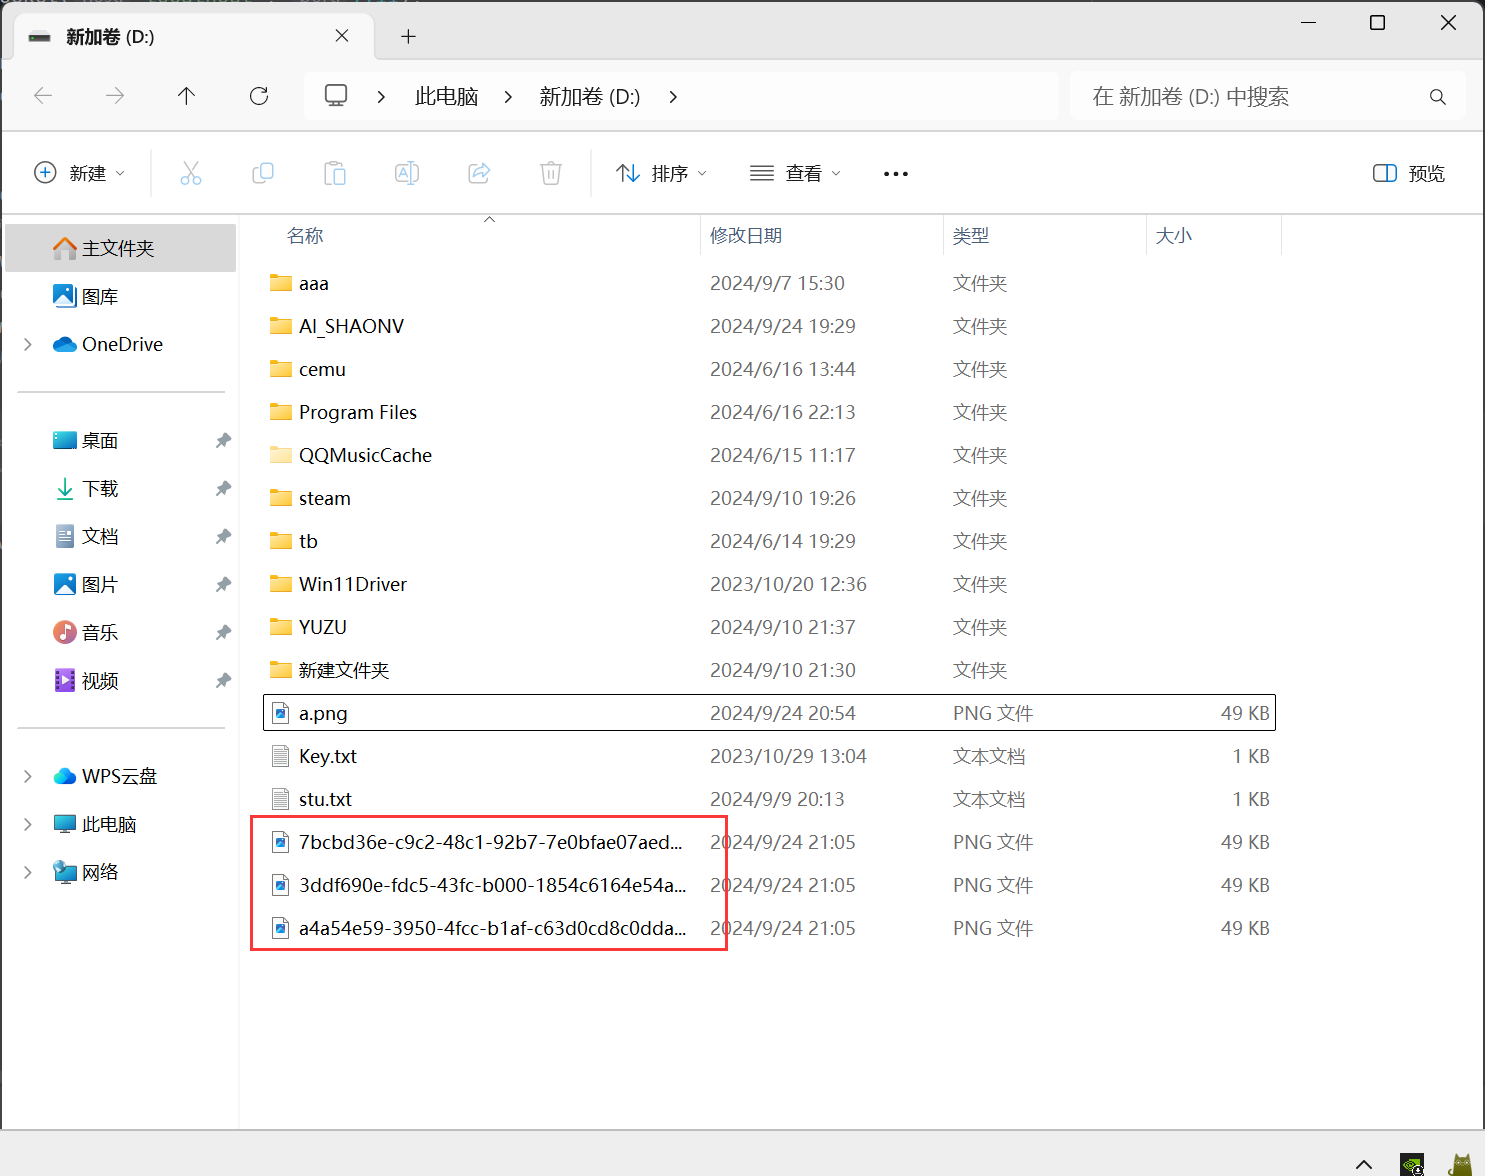 新加卷 (D:)
此电脑 新加卷 (D:) 在 新加卷 (D:) 中搜索
新建 排序 查看 预览
名称 修改日期 类型 大小
主文件夹
图库
OneDrive
桌面
下载
文档
图片
音乐
视频
WPS云盘
此电脑
网络
aaa 2024/9/7 15:30 文件夹
AI_SHAONV 2024/9/24 19:29 文件夹
cemu 2024/6/16 13:44 文件夹
Program Files 2024/6/16 22:13 文件夹
QQMusicCache 2024/6/15 11:17 文件夹
steam 2024/9/10 19:26 文件夹
tb 2024/6/14 19:29 文件夹
Win11Driver 2023/10/20 12:36 文件夹
YUZU 2024/9/10 21:37 文件夹
新建文件夹 2024/9/10 21:30 文件夹
a.png 2024/9/24 20:54 PNG 文件 49 KB
Key.txt 2023/10/29 13:04 文本文档 1 KB
stu.txt 2024/9/9 20:13 文本文档 1 KB
7bcbd36e-c9c2-48c1-92b7-7e0bfae07aed... 2024/9/24 21:05 PNG 文件 49 KB
3ddf690e-fdc5-43fc-b000-1854c6164e54a... 2024/9/24 21:05 PNG 文件 49 KB
a4a54e59-3950-4fcc-b1af-c63d0cd8c0dda... 2024/9/24 21:05 PNG 文件 49 KB